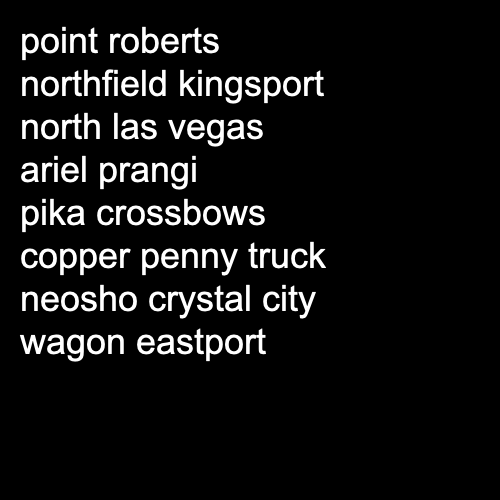 point roberts
northfield kingsport
north las vegas
ariel prangi
pika crossbows
copper penny truck
neosho crystal city
wagon eastport